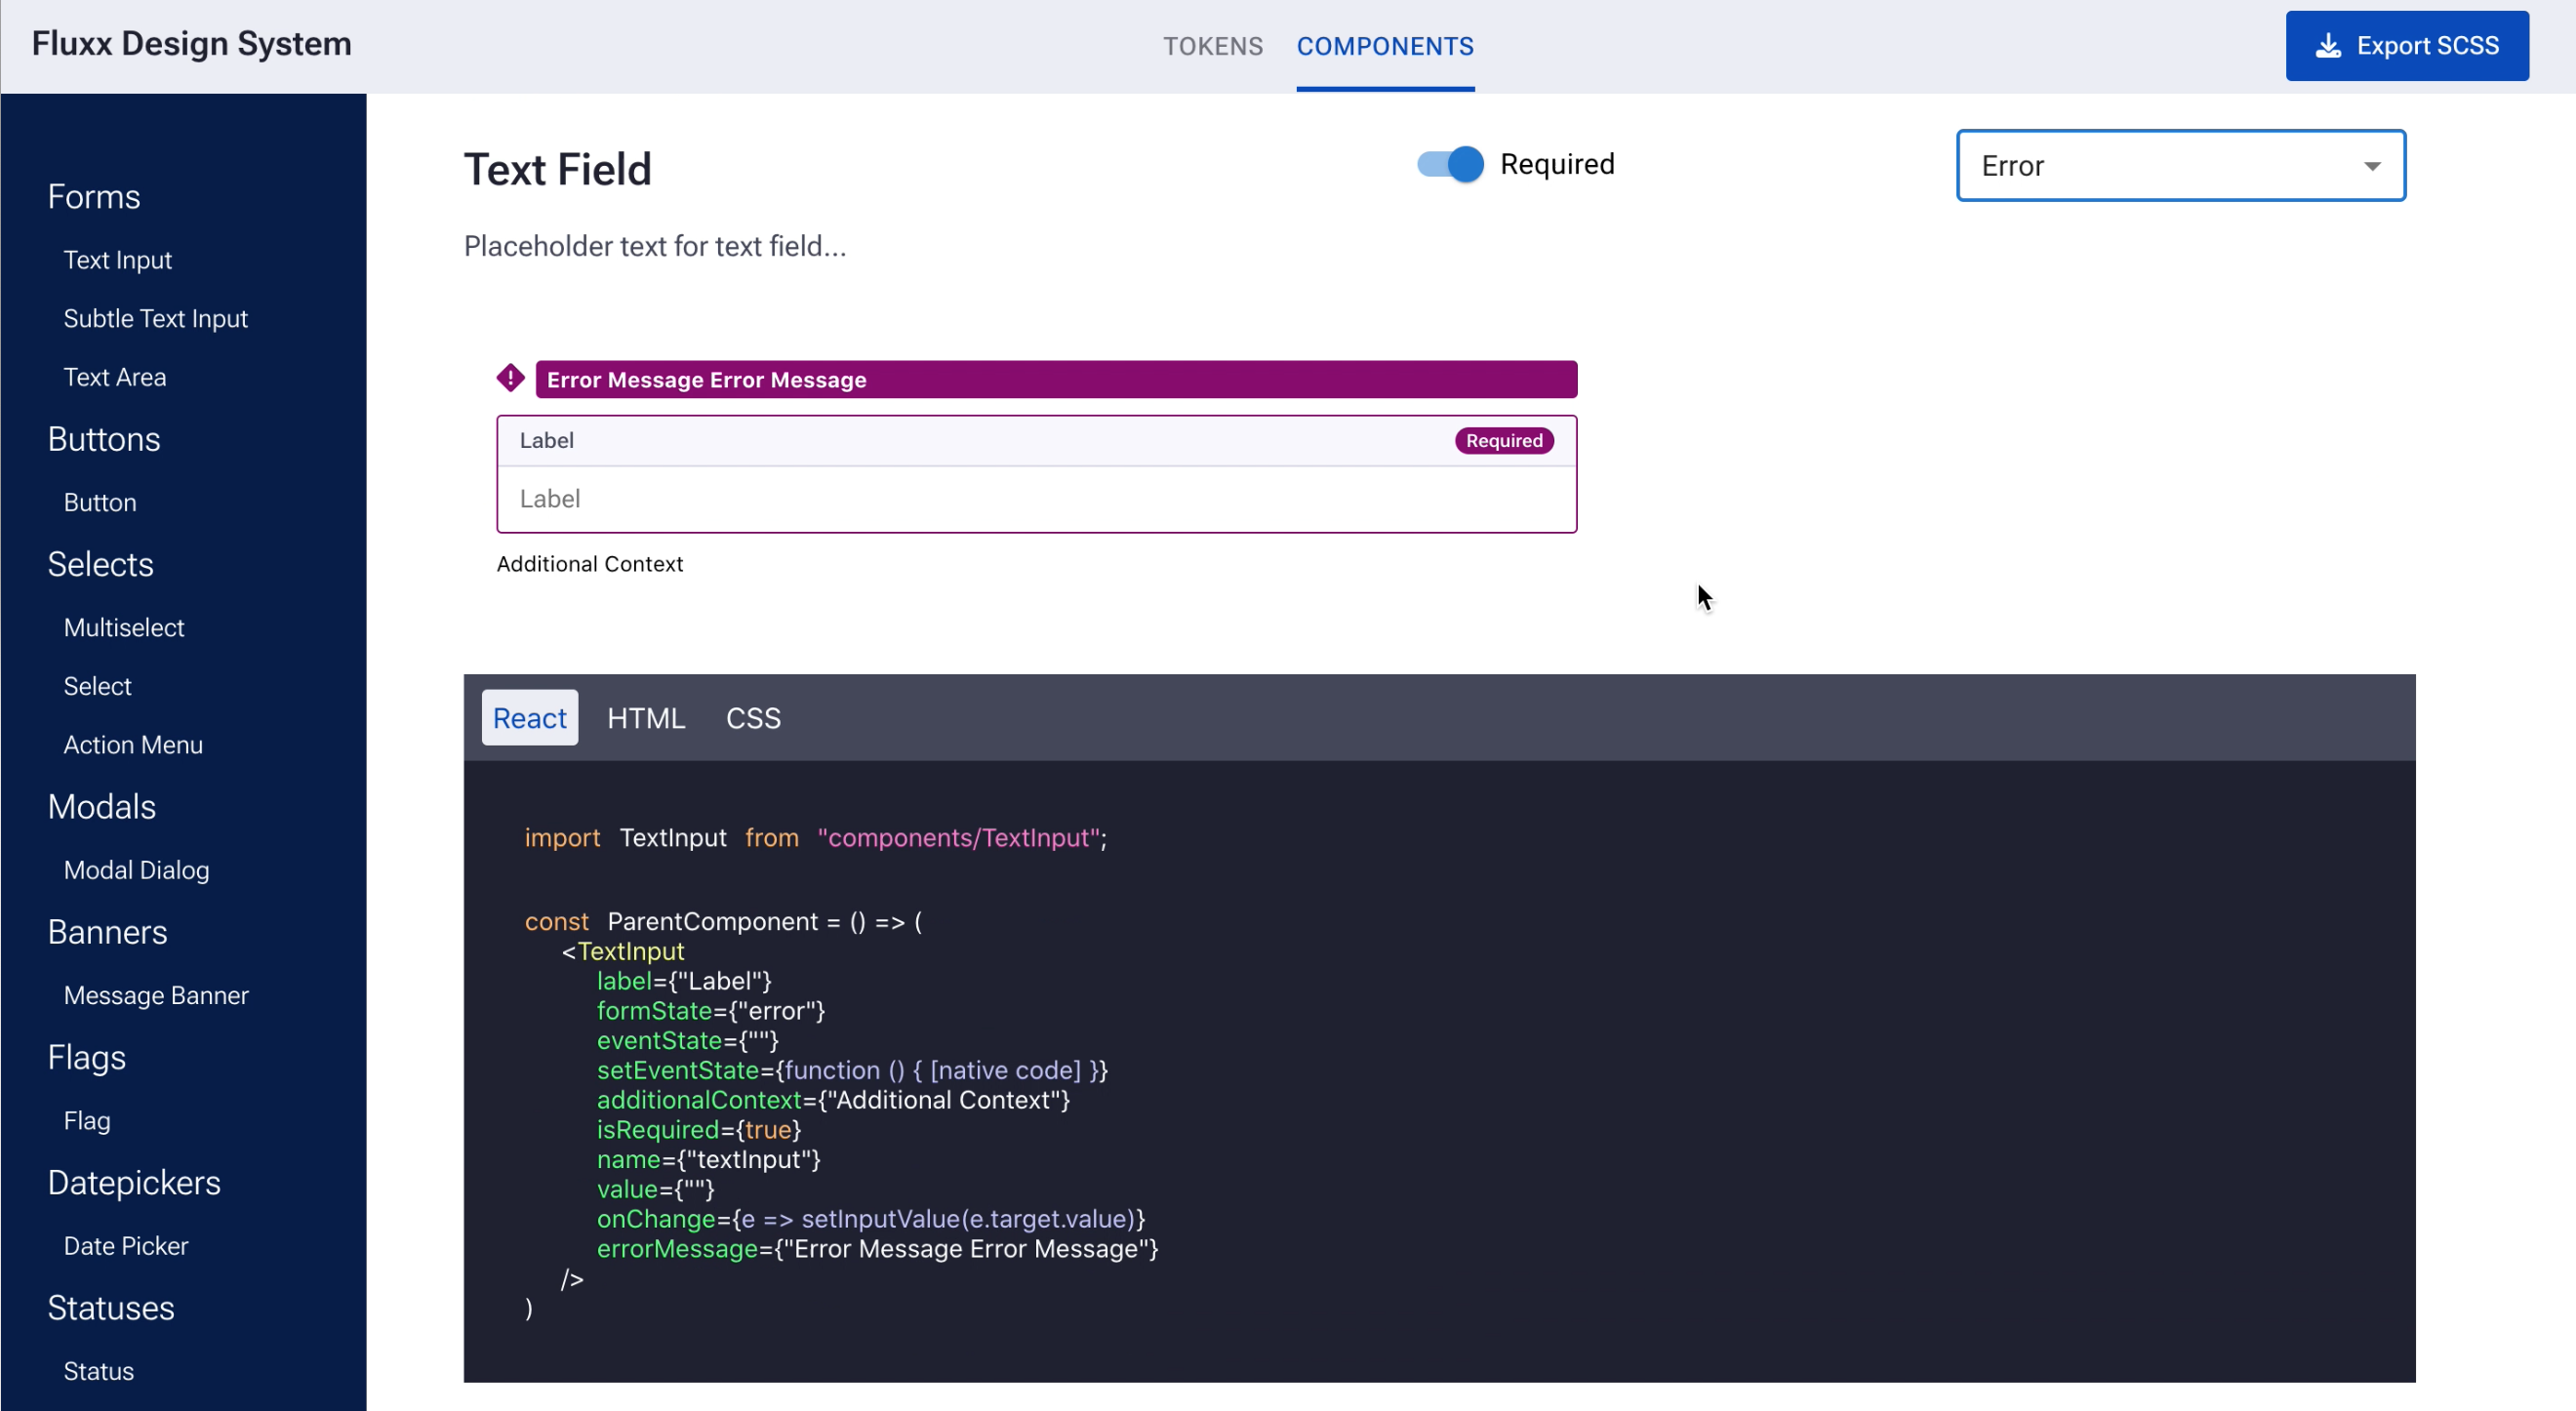 Fluxx Design System
TOKENS COMPONENTS
Export SCSS
Forms
Text Input
Subtle Text Input
Text Area
Buttons
Button
Selects
Multiselect
Select
Action Menu
Modals
Modal Dialog
Banners
Message Banner
Flags
Flag
Datepickers
Date Picker
Statuses
Status
Text Field
Required
Error
Placeholder text for text field...
Error Message Error Message
Label
Required
Label
Additional Context
React HTML CSS
import TextInput from "components/TextInput";
const ParentComponent = () => (
<TextInput
label={"Label"}
formState={"error"}
eventState={""}
setEventState={function () { [native code] }}
additionalContext={"Additional Context"}
isRequired={true}
name={"textInput"}
value={""}
onChange={e => setInputValue(e.target.value)}
errorMessage={"Error Message Error Message"}
/>
)